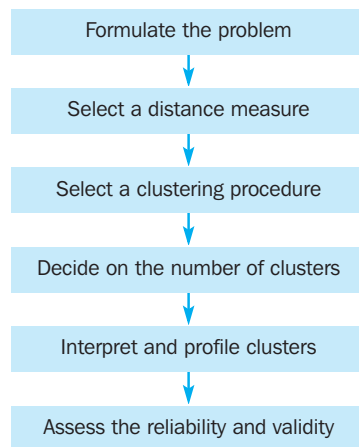 Formulate the problem
Select a distance measure
Select a clustering procedure
Decide on the number of clusters
Interpret and profile clusters
Assess the reliability and validity